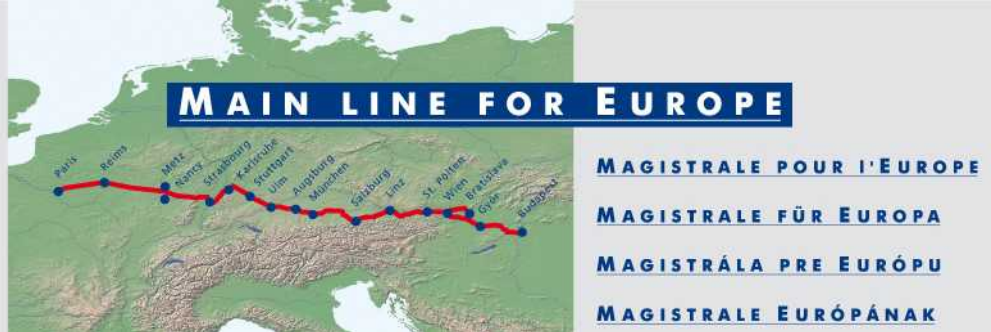 MAIN LINE FOR EUROPE
MAGISTRALE POUR l'EUROPE
MAGISTRALE FÜR EUROPA
MAGISTRÁLA PRE EURÓPU
MAGISTRALE EURÓPÁNAK
Paris
Reims
Metz
Nancy
Strasbourg
Karlsruhe
Stuttgart
Ulm
Augsburg
München
Salzburg
Linz
St. Pölten
Wien
Bratislava
Györ
Budapest